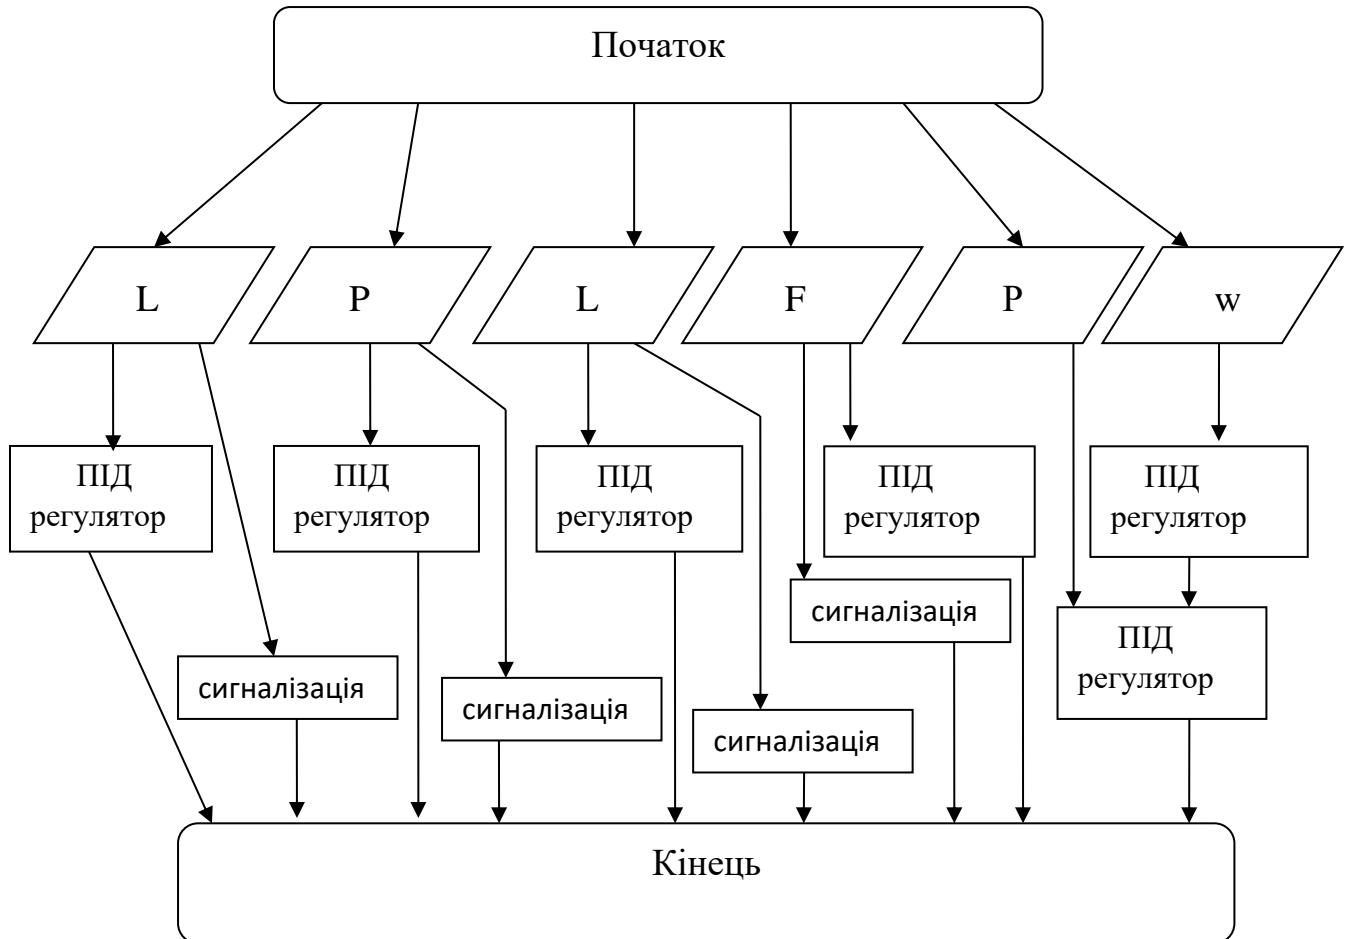 Початок
L
P
L
F
P
w
ПІД
регулятор
ПІД
регулятор
ПІД
регулятор
ПІД
регулятор
ПІД
регулятор
сигналізація
ПІД
регулятор
сигналізація
сигналізація
сигналізація
Кінець